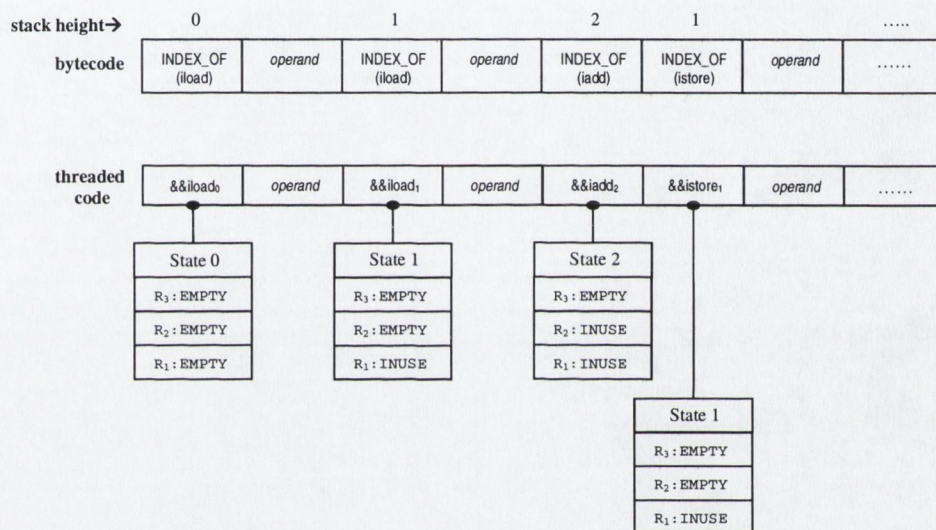 stack height→ 0 1 2 1 .....
bytecode INDEX_OF (iload) operand INDEX_OF (iload) operand INDEX_OF (iadd) INDEX_OF (istore) operand ......
threaded code &&iload₀ operand &&iload₁ operand &&iadd₂ &&istore₁ operand ......
State 0 State 1 State 2
R₃:EMPTY R₃:EMPTY R₃:EMPTY
R₂:EMPTY R₂:EMPTY R₂:INUSE
R₁:EMPTY R₁:INUSE R₁:INUSE
State 1
R₃:EMPTY
R₂:EMPTY
R₁:INUSE